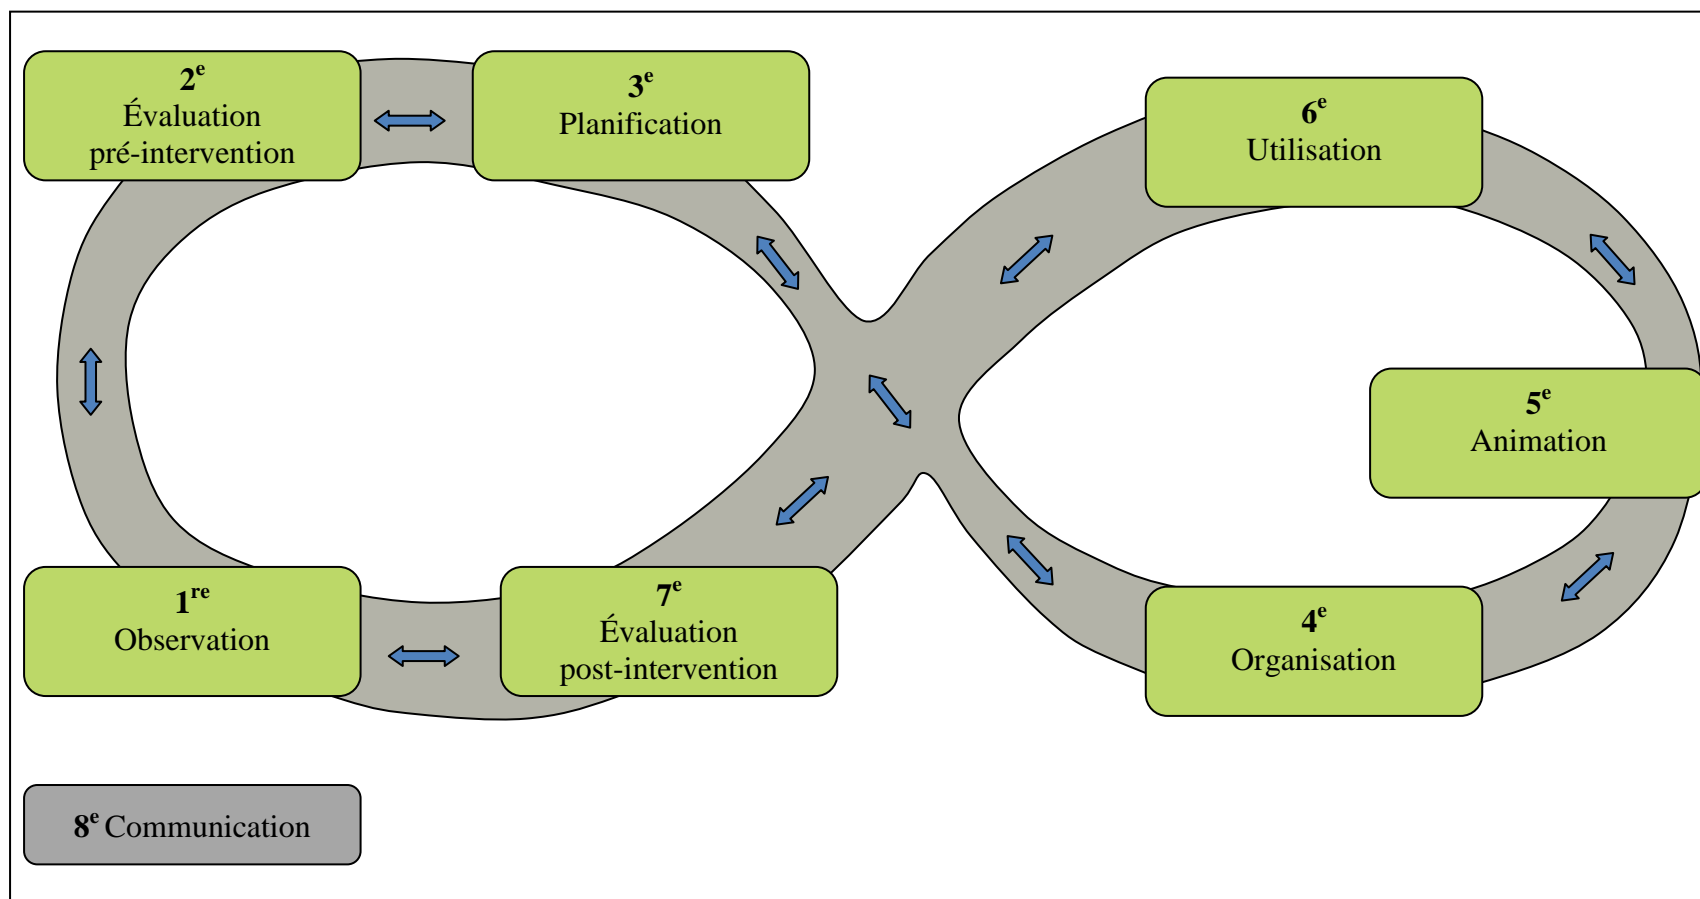 2e
Évaluation
pré-intervention
3e
Planification
6e
Utilisation
5e
Animation
1re
Observation
7e
Évaluation
post-intervention
4e
Organisation
8e Communication